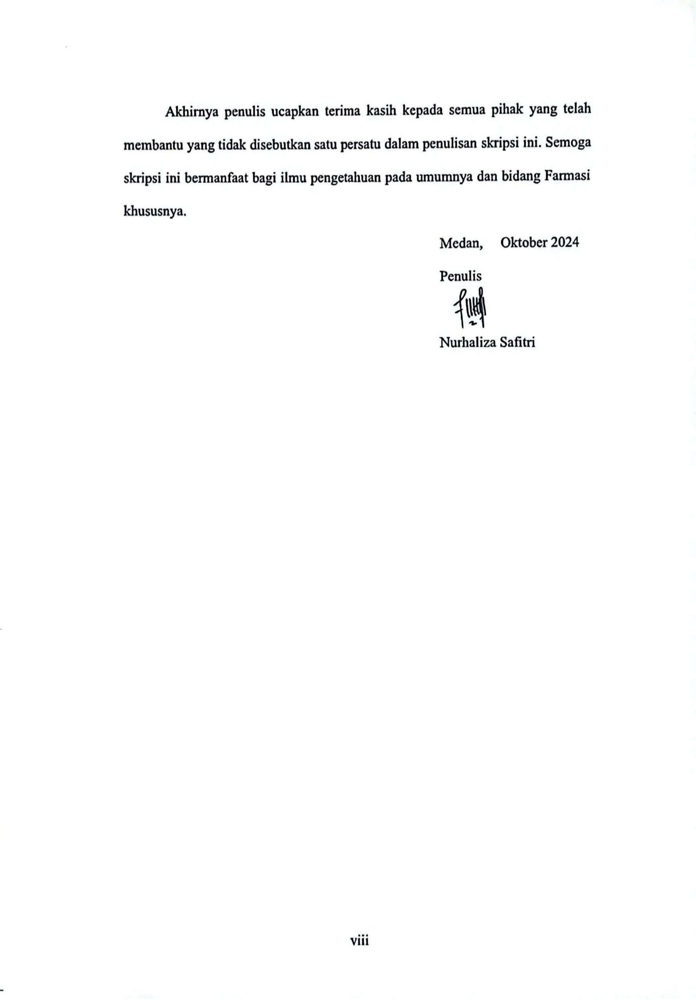 Akhirnya penulis ucapkan terima kasih kepada semua pihak yang telah
membantu yang tidak disebutkan satu persatu dalam penulisan skripsi ini. Semoga
skripsi ini bermanfaat bagi ilmu pengetahuan pada umumnya dan bidang Farmasi
khususnya.
Medan, Oktober 2024
Penulis
Nurhaliza Safitri
viii